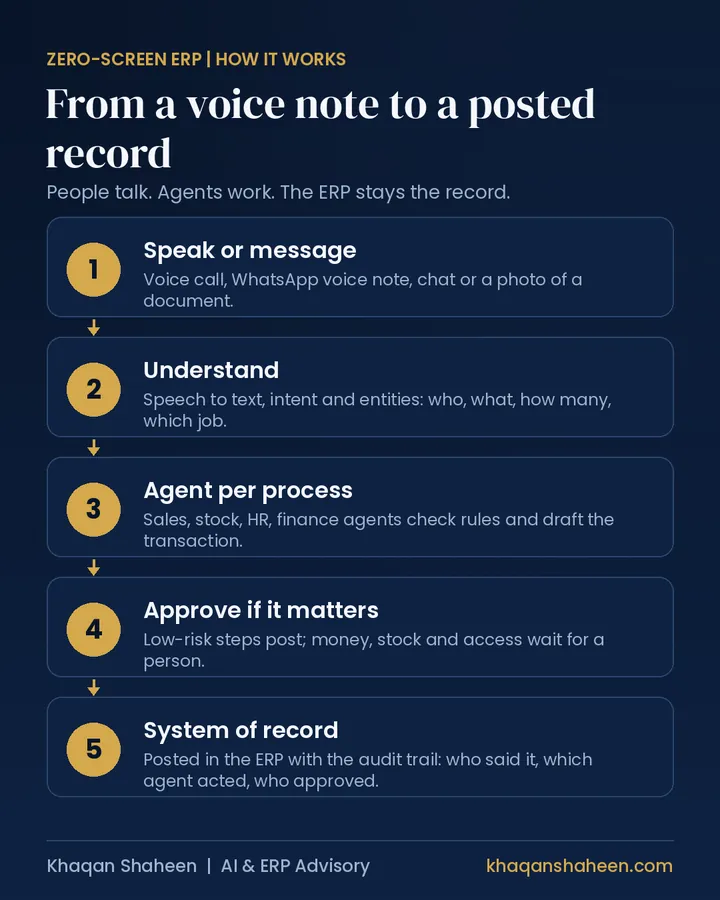 ZERO-SCREEN ERP | HOW IT WORKS
From a voice note to a posted
record
People talk. Agents work. The ERP stays the record.
1
Speak or message
Voice call, WhatsApp voice note, chat or a photo of a
document.
2
Understand
Speech to text, intent and entities: who, what, how many,
which job.
3
Agent per process
Sales, stock, HR, finance agents check rules and draft the
transaction.
4
Approve if it matters
Low-risk steps post; money, stock and access wait for a
person.
5
System of record
Posted in the ERP with the audit trail: who said it, which
agent acted, who approved.
Khaqan Shaheen | AI & ERP Advisory
khaqanshaheen.com